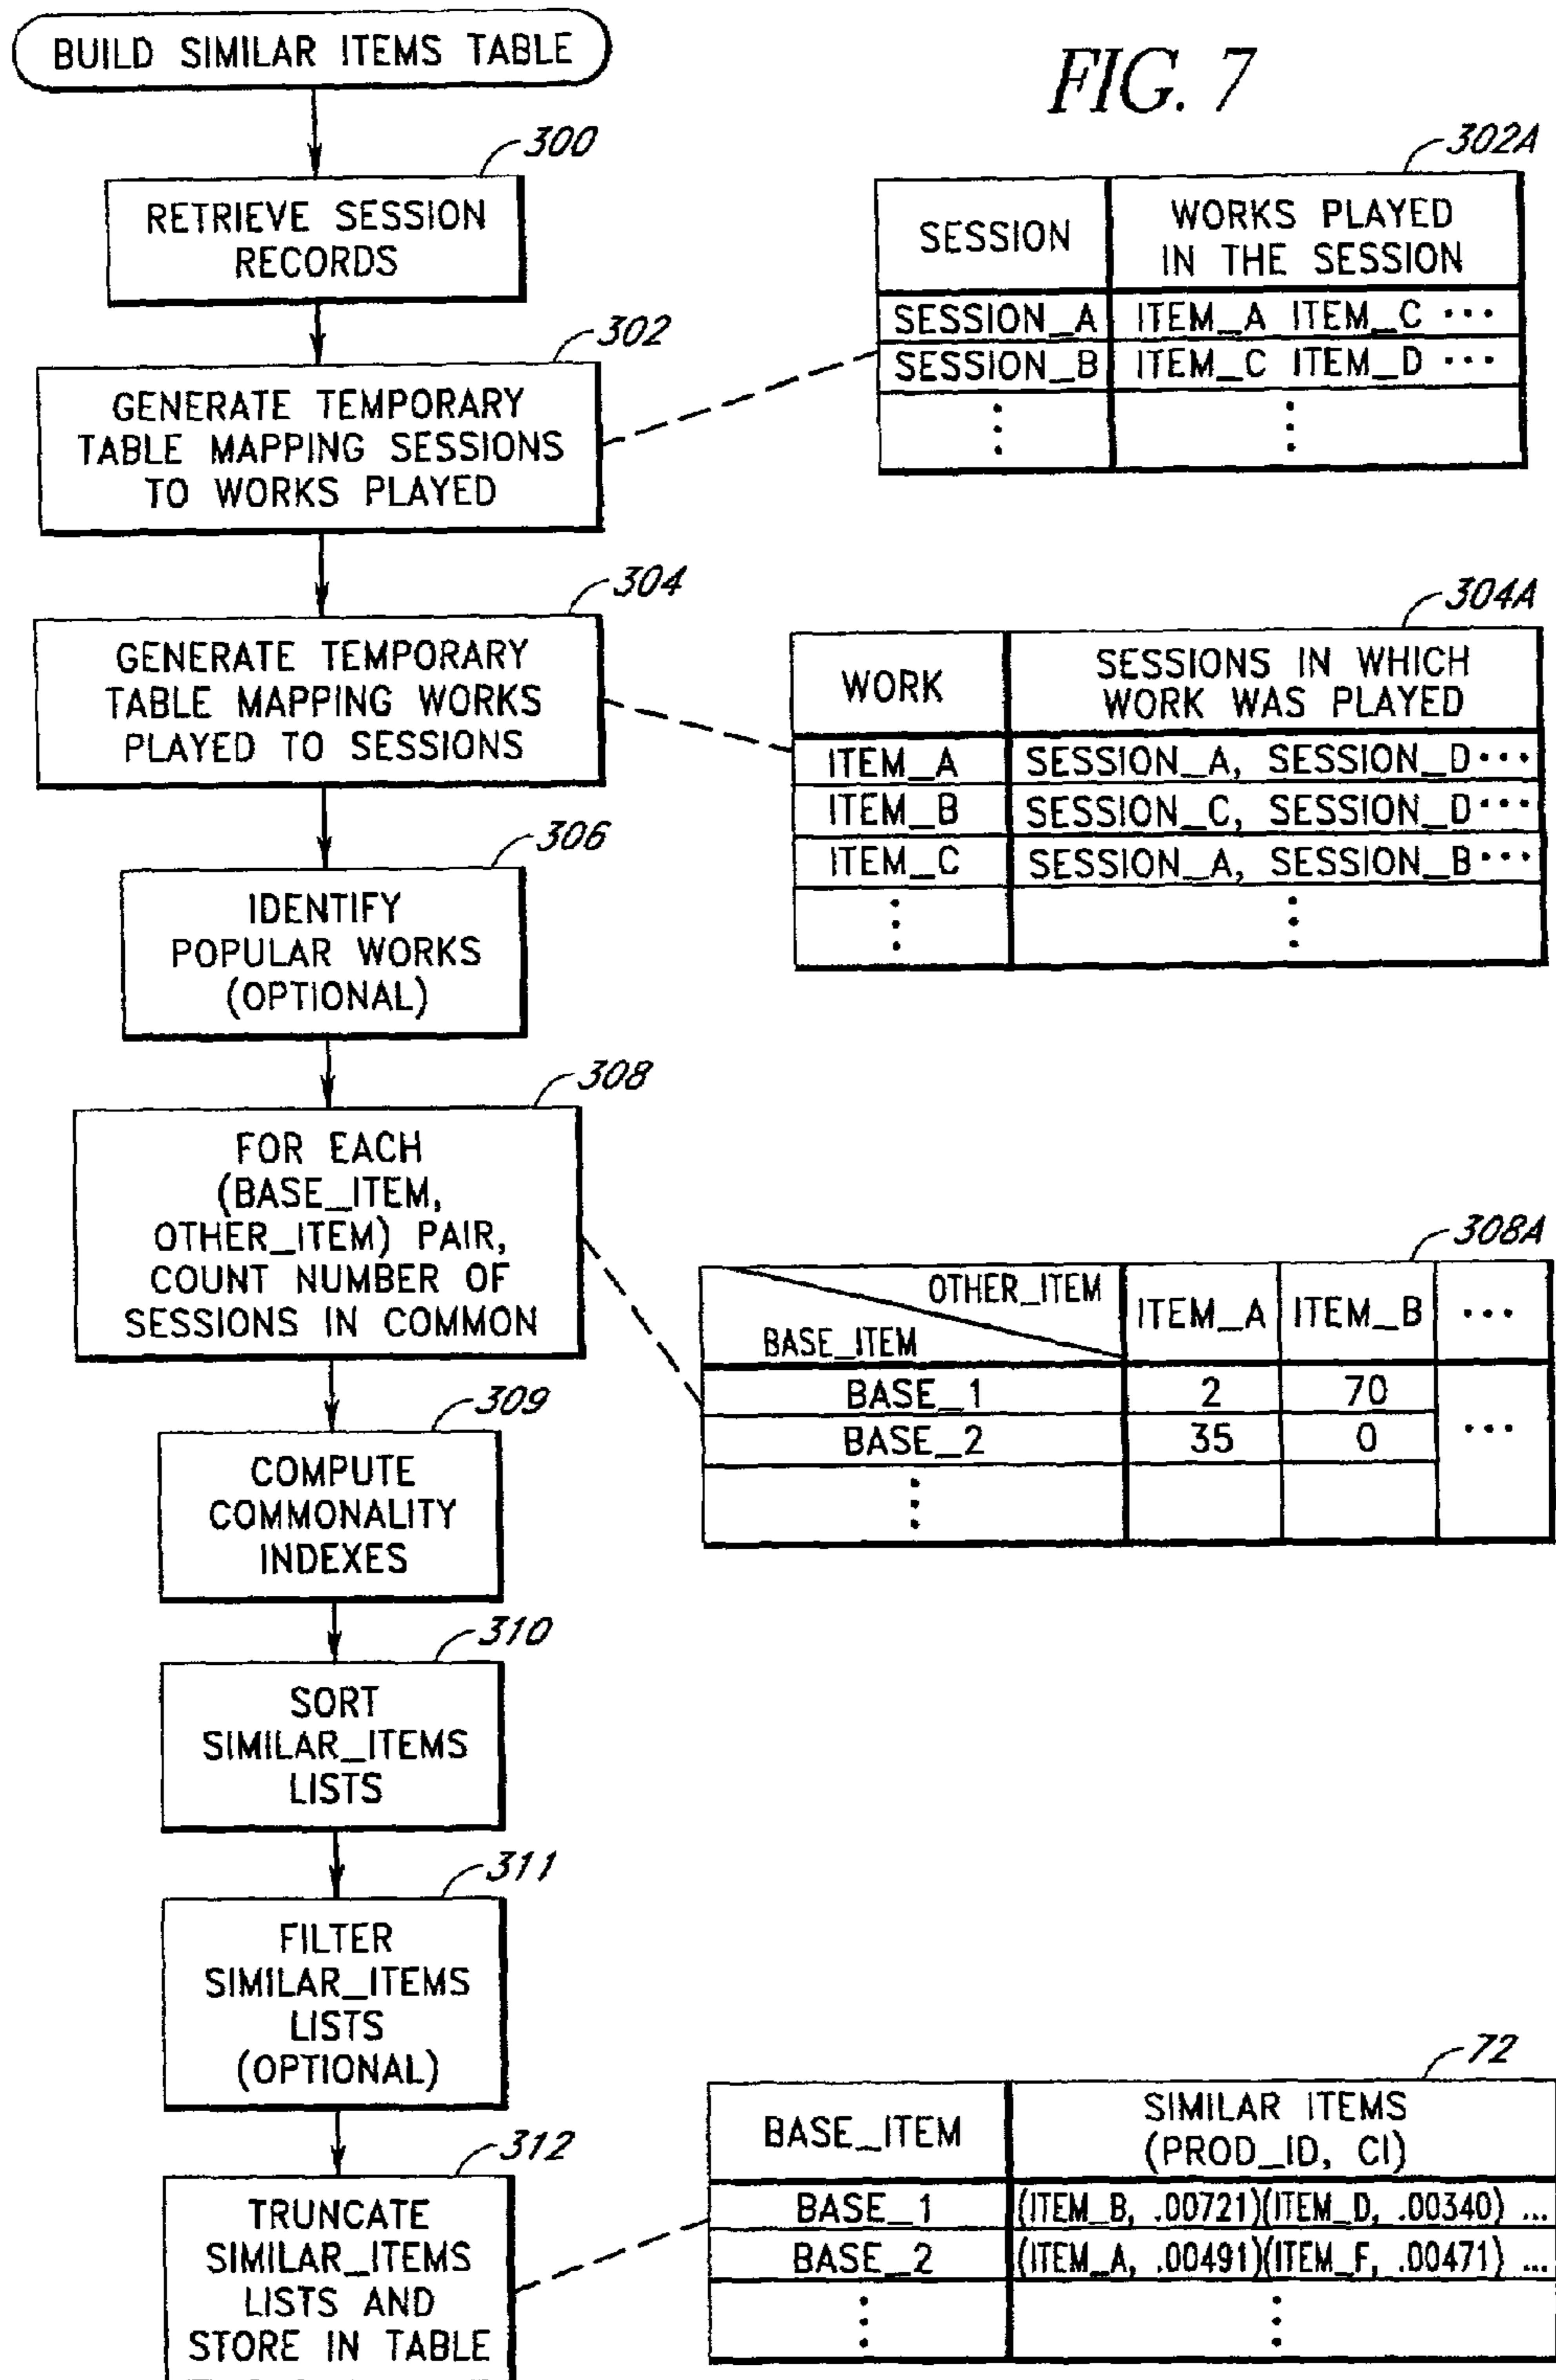 BUILD SIMILAR ITEMS TABLE
FIG. 7
300
RETRIEVE SESSION
RECORDS
302
GENERATE TEMPORARY
TABLE MAPPING SESSIONS
TO WORKS PLAYED
302A
SESSION
WORKS PLAYED
IN THE SESSION
SESSION_A ITEM_A ITEM_C ...
SESSION_B ITEM_C ITEM_D ...
304
GENERATE TEMPORARY
TABLE MAPPING WORKS
PLAYED TO SESSIONS
304A
WORK
SESSIONS IN WHICH
WORK WAS PLAYED
ITEM_A SESSION_A, SESSION_D...
ITEM_B SESSION_C, SESSION_D...
ITEM_C SESSION_A, SESSION_B...
306
IDENTIFY
POPULAR WORKS
(OPTIONAL)
308
FOR EACH
(BASE_ITEM,
OTHER_ITEM) PAIR,
COUNT NUMBER OF
SESSIONS IN COMMON
308A
OTHER_ITEM
BASE_ITEM
ITEM_A ITEM_B ...
BASE_1 2 70
BASE_2 35 0 ...
309
COMPUTE
COMMONALITY
INDEXES
310
SORT
SIMILAR_ITEMS
LISTS
311
FILTER
SIMILAR_ITEMS
LISTS
(OPTIONAL)
312
TRUNCATE
SIMILAR_ITEMS
LISTS AND
STORE IN TABLE
72
BASE_ITEM
SIMILAR ITEMS
(PROD_ID, CI)
BASE_1 (ITEM_B, .00721)(ITEM_D, .00340) ...
BASE_2 (ITEM_A, .00491)(ITEM_F, .00471) ...